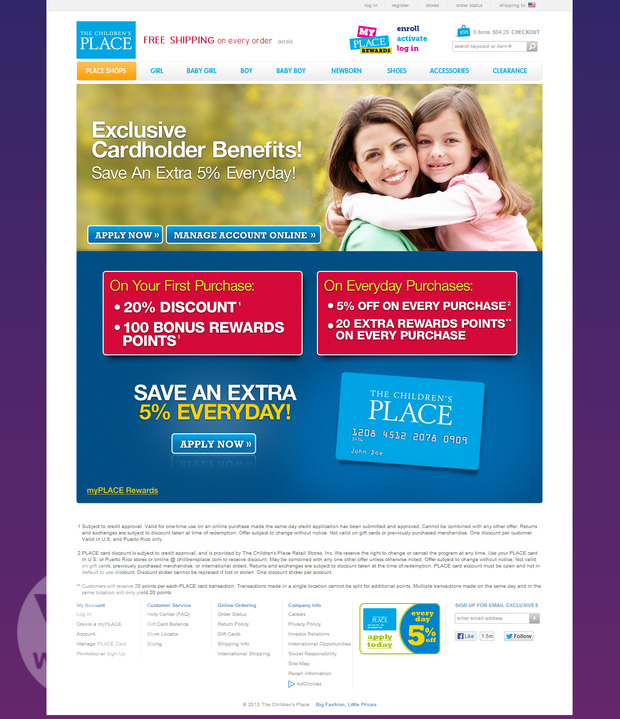 log in | register | stores | order status | shipping to:
THE CHILDREN'S
PLACE
FREE SHIPPING on every order details
MY
PLACE
REWARDS
enroll
activate
log in
0 items $94.20 CHECKOUT
search keyword or item #
PLACE SHOPS GIRL BABY GIRL BOY BABY BOY NEWBORN SHOES ACCESSORIES CLEARANCE
Exclusive
Cardholder Benefits!
Save An Extra 5% Everyday!
APPLY NOW » MANAGE ACCOUNT ONLINE »
On Your First Purchase:
• 20% DISCOUNT¹
• 100 BONUS REWARDS
POINTS¹
On Everyday Purchases:
• 5% OFF ON EVERY PURCHASE²
• 20 EXTRA REWARDS POINTS**
ON EVERY PURCHASE
SAVE AN EXTRA
5% EVERYDAY!
APPLY NOW »
THE CHILDREN'S
PLACE
1208 4512 2078 0909
John Doe
myPLACE Rewards
1 Subject to credit approval. Valid for one-time use on an online purchase made the same day credit application has been submitted and approved. Cannot be combined with any other offer. Returns
and exchanges are subject to discount taken at time of redemption. Offer subject to change without notice. Not valid on gift cards or previously purchased merchandise. One discount per customer.
Valid in U.S. and Puerto Rico only.
2 PLACE card discount is subject to credit approval, and is provided by The Children's Place Retail Stores, Inc. We reserve the right to change or cancel the program at any time. Use your PLACE card
in U.S. or Puerto Rico stores or online @ childrensplace.com to receive discount. May be combined with any other offer unless otherwise noted. Offer subject to change without notice. Not valid
on gift cards, previously purchased merchandise, or international orders. Returns and exchanges are subject to discount taken at time of redemption. PLACE card account must be open and not in
default to use discount. Discount sticker cannot be replaced if lost or stolen. One discount sticker per account.
** Customers will receive 20 points per each PLACE card transaction. Transactions made in a single location cannot be split for additional points. Multiple transactions made on the same day and in the
same location will only yield 20 points.
My Account
Log In
Create a myPLACE
Account
Manage PLACE Card
Promotional Sign Up
Customer Service
Help Center (FAQ)
Gift Card Balance
Store Locator
Sizing
Online Ordering
Order Status
Return Policy
Gift Cards
Shipping Info
International Shipping
Company Info
Careers
Privacy Policy
Investor Relations
International Opportunities
Social Responsibility
Site Map
Recall Information
AdChoices
apply
today
every
day
5%
off
SIGN UP FOR EMAIL EXCLUSIVES
enter email address
Like 1.5m Follow
© 2013 The Children's Place Big Fashion, Little Prices